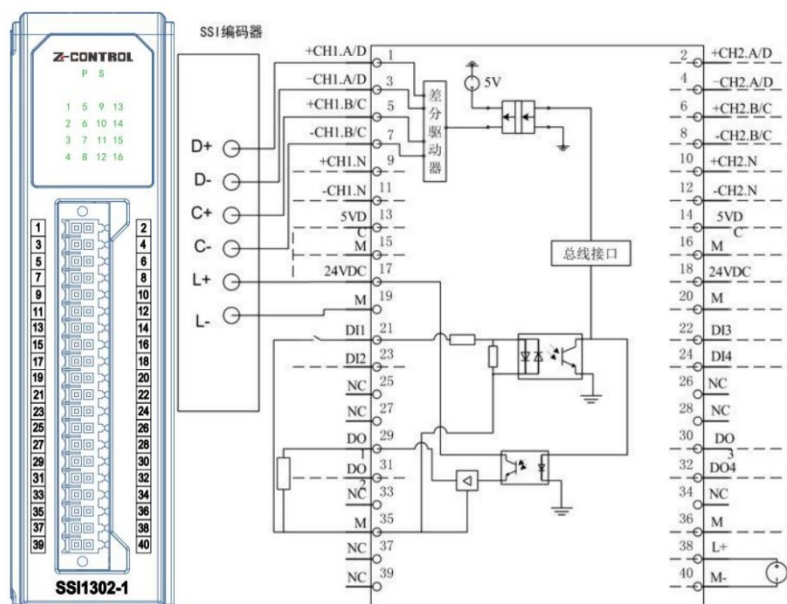 Z-CONTROL
P S
1 5 9 13
2 6 10 14
3 7 11 15
4 8 12 16
1 2
3 4
5 6
7 8
9 10
11 12
13 14
15 16
17 18
19 20
21 22
23 24
25 26
27 28
29 30
31 32
33 34
35 36
37 38
39 40
SSI1302-1
SSI编码器
D+
D-
C+
C-
L+
L-
+CH1.A/D 1
-CH1.A/D 3
+CH1.B/C 5
-CH1.B/C 7
+CH1.N 9
-CH1.N 11
5VD 13
C
M 15
24VDC 17
M 19
DI1 21
DI2 23
NC 25
NC 27
DO 29
1
DO 31
2
NC 33
M 35
NC 37
NC 39
差分驱动器
5V
总线接口
2 +CH2.A/D
4 -CH2.A/D
6 +CH2.B/C
8 -CH2.B/C
10 +CH2.N
12 -CH2.N
14 5VD
C
16 M
18 24VDC
20 M
22 DI3
24 DI4
26 NC
28 NC
30 DO
3
32 DO4
34 NC
36 M
38 L+
40 M-